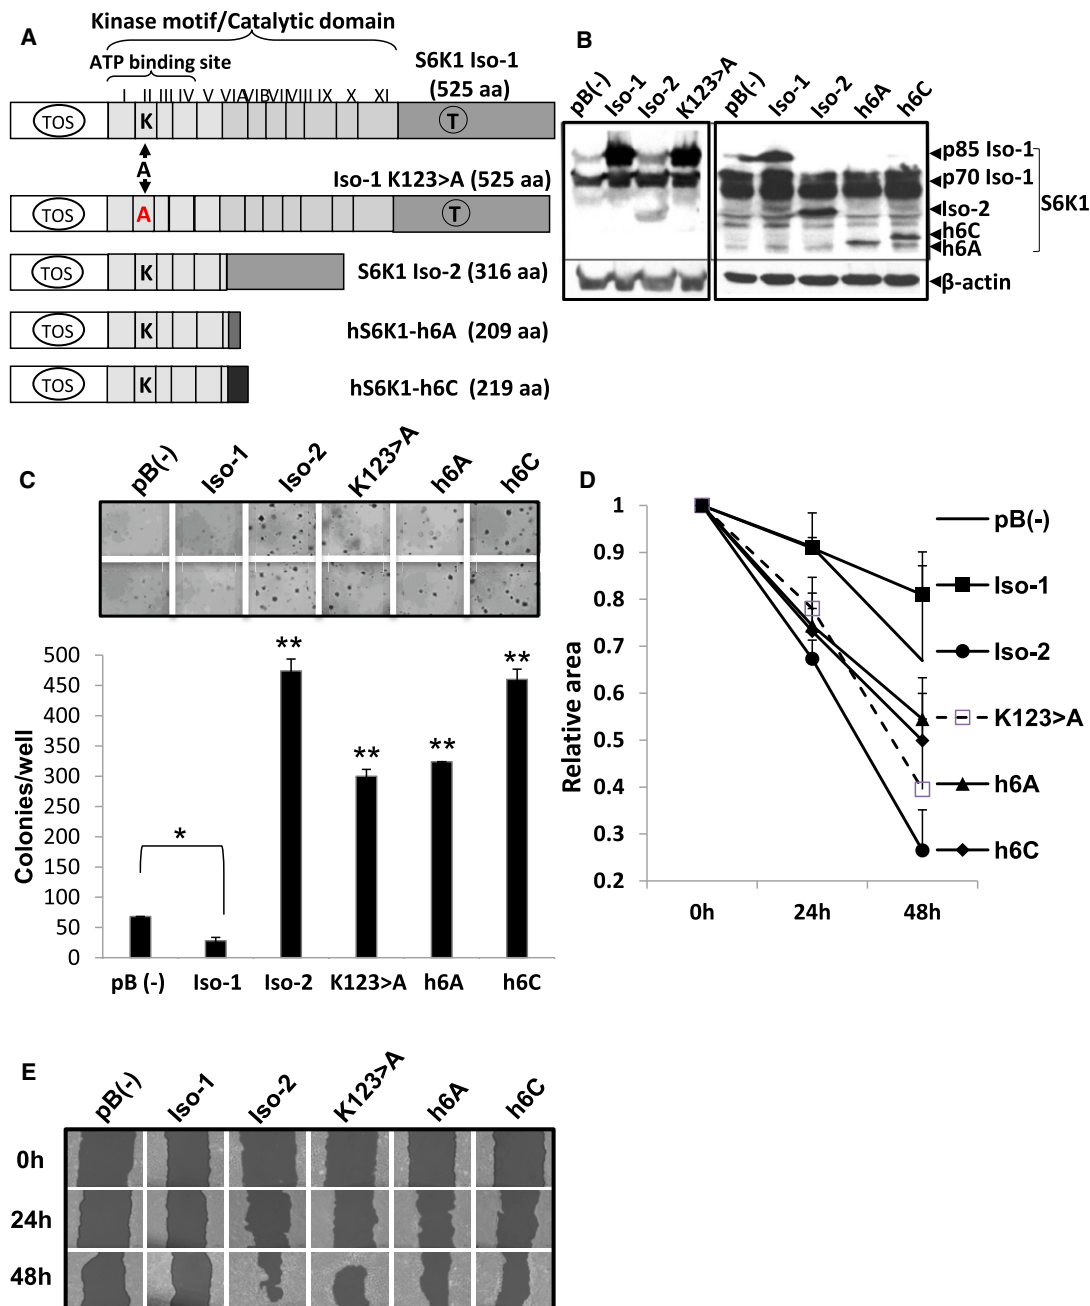 A
Kinase motif/Catalytic domain
ATP binding site
S6K1 Iso-1
(525 aa)
I II III IV V VIA VIB VII VIII IX X XI
TOS K T
A
Iso-1 K123>A (525 aa)
TOS A T
TOS K S6K1 Iso-2 (316 aa)
TOS K hS6K1-h6A (209 aa)
TOS K hS6K1-h6C (219 aa)
B
pB(-) Iso-1 Iso-2 K123>A pB(-) Iso-1 Iso-2 h6A h6C
p85 Iso-1
p70 Iso-1
Iso-2
h6C
h6A
S6K1
β-actin
C
pB(-) Iso-1 Iso-2 K123>A h6A h6C
Colonies/well
500
450
400
350
300
250
200
150
100
50
0
* ** ** ** **
pB (-) Iso-1 Iso-2 K123>A h6A h6C
D
Relative area
1
0.9
0.8
0.7
0.6
0.5
0.4
0.3
0.2
0h 24h 48h
pB(-)
Iso-1
Iso-2
K123>A
h6A
h6C
E
pB(-) Iso-1 Iso-2 K123>A h6A h6C
0h
24h
48h